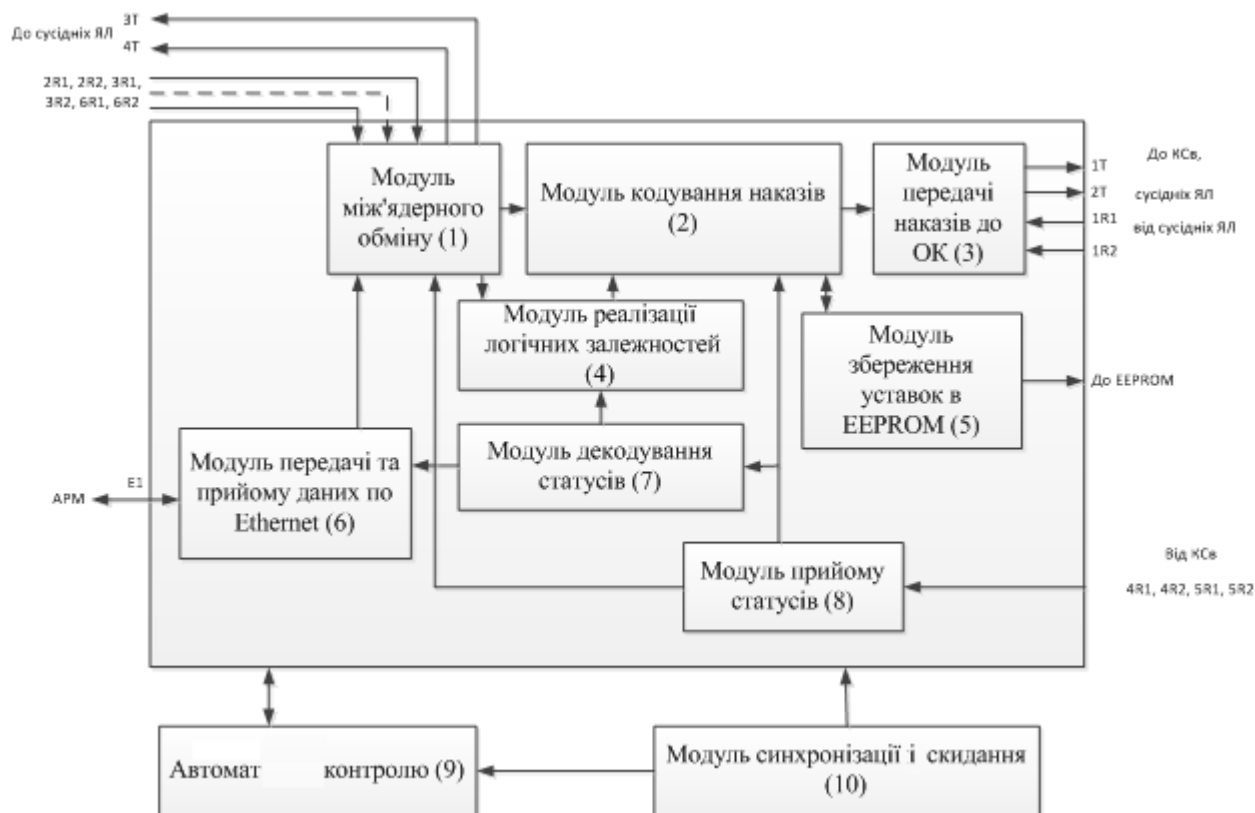 3Т
До сусідніх ЯЛ
4Т
2R1, 2R2, 3R1,
3R2, 6R1, 6R2
Модуль
між'ядерного
обміну (1)
Модуль кодування наказів
(2)
Модуль
передачі
наказів до
ОК (3)
1Т
До КСв,
2Т
сусідніх ЯЛ
1R1
від сусідніх ЯЛ
1R2
Модуль реалізації
логічних залежностей
(4)
Модуль
збереження
уставок в
EEPROM (5)
До EEPROM
Модуль передачі та
прийому даних по
Ethernet (6)
E1
АРМ
Модуль декодування
статусів (7)
Модуль прийому
статусів (8)
Від КСв
4R1, 4R2, 5R1, 5R2
Автомат контролю (9)
Модуль синхронізації і скидання
(10)